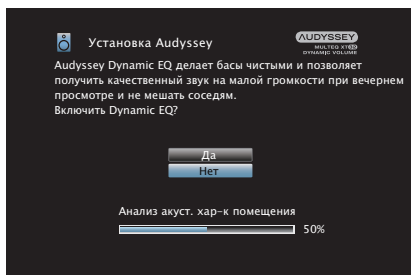 Установка Audyssey
AUDYSSEY
MULTEQ XT32
DYNAMIC VOLUME
Audyssey Dynamic EQ делает басы чистыми и позволяет
получить качественный звук на малой громкости при вечернем
просмотре и не мешать соседям.
Включить Dynamic EQ?
Да
Нет
Анализ акуст. хар-к помещения
50%